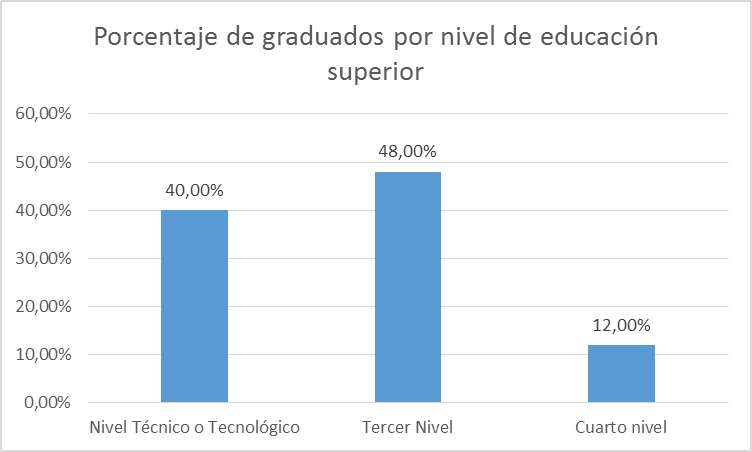 Porcentaje de graduados por nivel de educación
superior
60,00%
50,00%
40,00%
30,00%
20,00%
10,00%
0,00%
40,00%
48,00%
12,00%
Nivel Técnico o Tecnológico
Tercer Nivel
Cuarto nivel